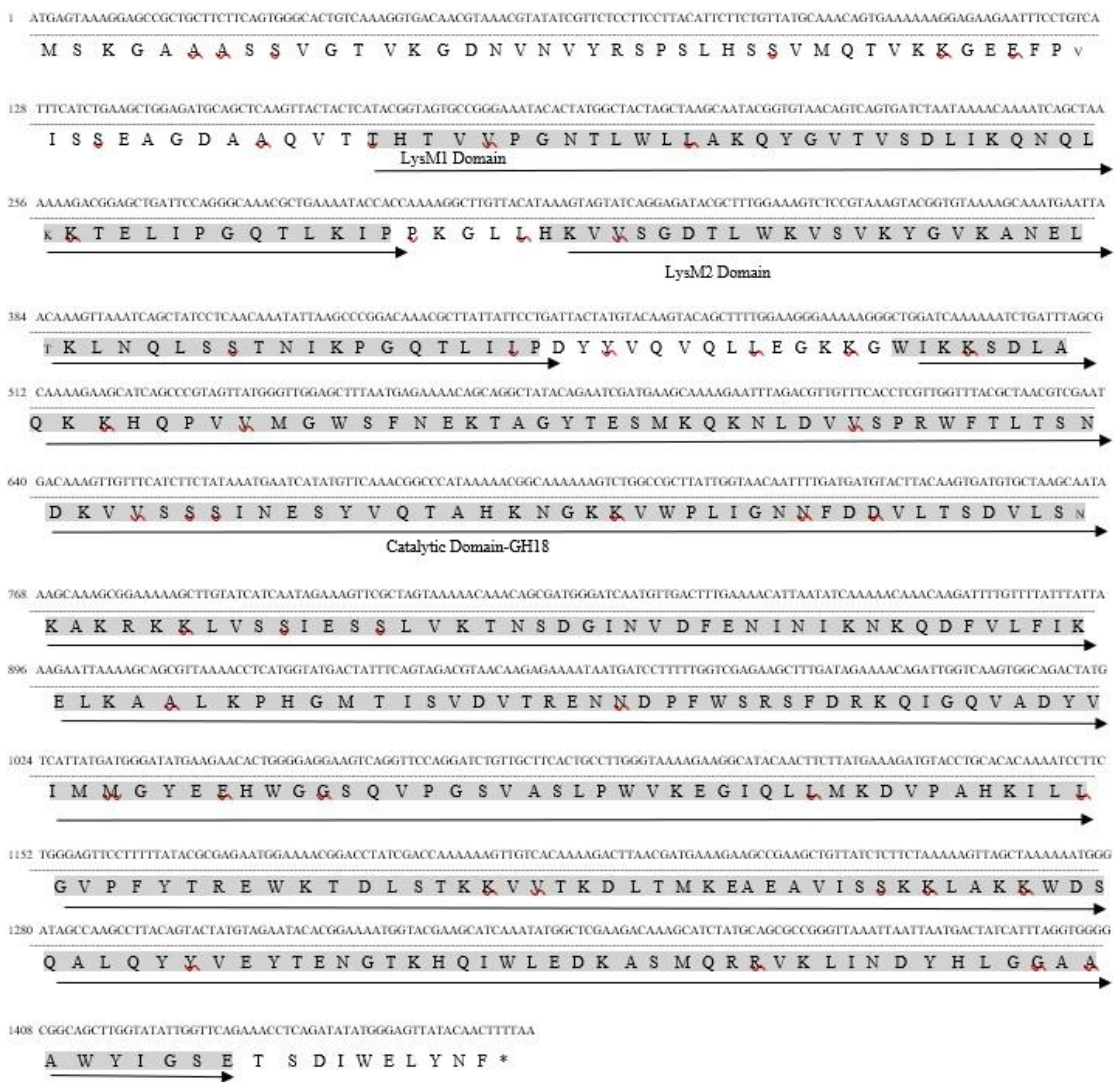 1 ATGAGTAAAGGAGCCGCTGCTTCTTCAGTGGGCACTGTCAAAGGTGACAACGTAAACGTATATCGTTCTCCTTCCTTACATTCTTCTGTTATGCAAACAGTGAAAAAAGGAGAAGAATTTCCTGTCA
M S K G A A A S S V G T V K G D N V N V Y R S P S L H S S V M Q T V K K G E E F P V
128 TTTCATCTGAAGCTGGAGATGCAGCTCAAGTTACTACTCATACGGTAGTGCCGGGAAATACACTATGGCTACTAGCTAAGCAATACGGTGTAACAGTCAGTGATCTAATAAAACAAAATCAGCTAA
I S S E A G D A A Q V T T H T V V P G N T L W L L A K Q Y G V T V S D L I K Q N Q L
LysM1 Domain
256 AAAAGACGGAGCTGATTCCAGGGCAAACGCTGAAAATACCACCAAAAGGCTTGTTACATAAAGTAGTATCAGGAGATACGCTTTGGAAAGTCTCCGTAAAGTACGGTGTAAAAGCAAATGAATTA
K K T E L I P G Q T L K I P P K G L L H K V V S G D T L W K V S V K Y G V K A N E L
LysM2 Domain
384 ACAAAGTTAAATCAGCTATCCTCAACAAATATTAAGCCCGGACAAACGCTTATTATTCCTGATTACTATGTACAAGTACAGCTTTTGGAAGGGAAAAAGGGCTGGATCAAAAAATCTGATTTAGCG
T K L N Q L S S T N I K P G Q T L I L P D Y Y V Q V Q L L E G K K G W I K K S D L A
512 CAAAAGAAGCATCAGCCCGTAGTTATGGGTTGGAGCTTTAATGAGAAAACAGCAGGCTATACAGAATCGATGAAGCAAAAGAATTTAGACGTTGTTTCACCTCGTTGGTTTACGCTAACGTCGAAT
Q K K H Q P V V M G W S F N E K T A G Y T E S M K Q K N L D V V S P R W F T L T S N
640 GACAAAGTTGTTTCATCTTCTATAAATGAATCATATGTTCAAACGGCCCATAAAAACGGCAAAAAAGTCTGGCCGCTTATTGGTAACAATTTTGATGATGTACTTACAAGTGATGTGCTAAGCAATA
D K V V S S S I N E S Y V Q T A H K N G K K V W P L I G N N F D D V L T S D V L S N
Catalytic Domain-GH18
768 AAGCAAAGCGGAAAAAGCTTGTATCATCAATAGAAAGTTCGCTAGTAAAAACAAACAGCGATGGGATCAATGTTGACTTTGAAAACATTAATATCAAAAACAAACAAGATTTTGTTTTATTTATTA
K A K R K K L V S S I E S S L V K T N S D G I N V D F E N I N I K N K Q D F V L F I K
896 AAGAATTAAAAGCAGCGTTAAAACCTCATGGTATGACTATTTCAGTAGACGTAACAAGAGAAAATAATGATCCTTTTTGGTCGAGAAGCTTTGATAGAAAACAGATTGGTCAAGTGGCAGACTATG
E L K A A L K P H G M T I S V D V T R E N N D P F W S R S F D R K Q I G Q V A D Y V
1024 TCATTATGATGGGATATGAAGAACACTGGGGAGGAAGTCAGGTTCCAGGATCTGTTGCTTCACTGCCTTGGGTAAAAGAAGGCATACAACTTCTTATGAAAGATGTACCTGCACACAAAATCCTTC
I M M G Y E E H W G G S Q V P G S V A S L P W V K E G I Q L L M K D V P A H K I L L
1152 TGGGAGTTCCTTTTTATACGCGAGAATGGAAAACGGACCTATCGACCAAAAAAGTTGTCACAAAAGACTTAACGATGAAAGAAGCCGAAGCTGTTATCTCTTCTAAAAAGTTAGCTAAAAAATGGG
G V P F Y T R E W K T D L S T K K V V T K D L T M K E A E A V I S S K K L A K K W D S
1280 ATAGCCAAGCCTTACAGTACTATGTAGAATACACGGAAAATGGTACGAAGCATCAAATATGGCTCGAAGACAAAGCATCTATGCAGCGCCGGGTTAAATTAATTAATGACTATCATTTAGGTGGGG
Q A L Q Y Y V E Y T E N G T K H Q I W L E D K A S M Q R R V K L I N D Y H L G G A A
1408 CGGCAGCTTGGTATATTGGTTCAGAAACCTCAGATATATGGGAGTTATACAACTTTTAA
A W Y I G S E T S D I W E L Y N F *